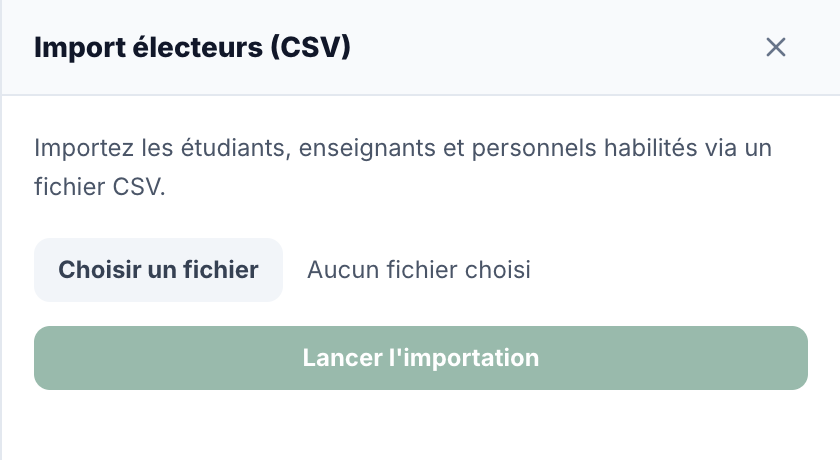 Import électeurs (CSV)
Importez les étudiants, enseignants et personnels habilités via un
fichier CSV.
Choisir un fichier Aucun fichier choisi
Lancer l'importation